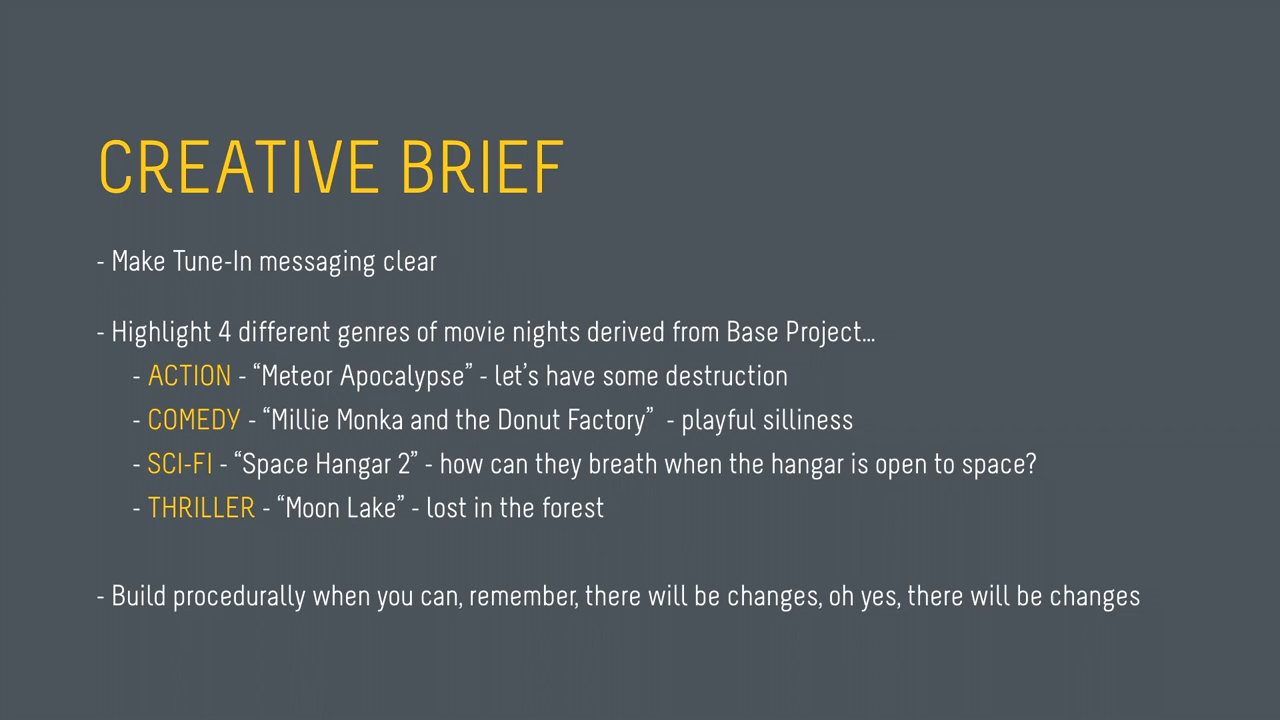 CREATIVE BRIEF
- Make Tune-In messaging clear
- Highlight 4 different genres of movie nights derived from Base Project...
- ACTION - “Meteor Apocalypse” - let’s have some destruction
- COMEDY - “Millie Monka and the Donut Factory” - playful silliness
- SCI-FI - “Space Hangar 2” - how can they breath when the hangar is open to space?
- THRILLER - “Moon Lake” - lost in the forest
- Build procedurally when you can, remember, there will be changes, oh yes, there will be changes